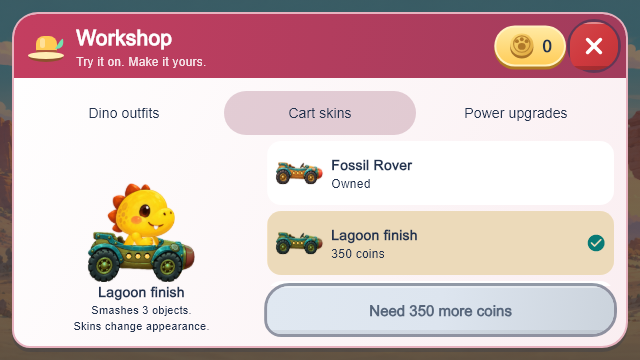 Workshop
Try it on. Make it yours.
0
Dino outfits
Cart skins
Power upgrades
Fossil Rover
Owned
Lagoon finish
350 coins
Lagoon finish
Smashes 3 objects.
Skins change appearance.
Need 350 more coins